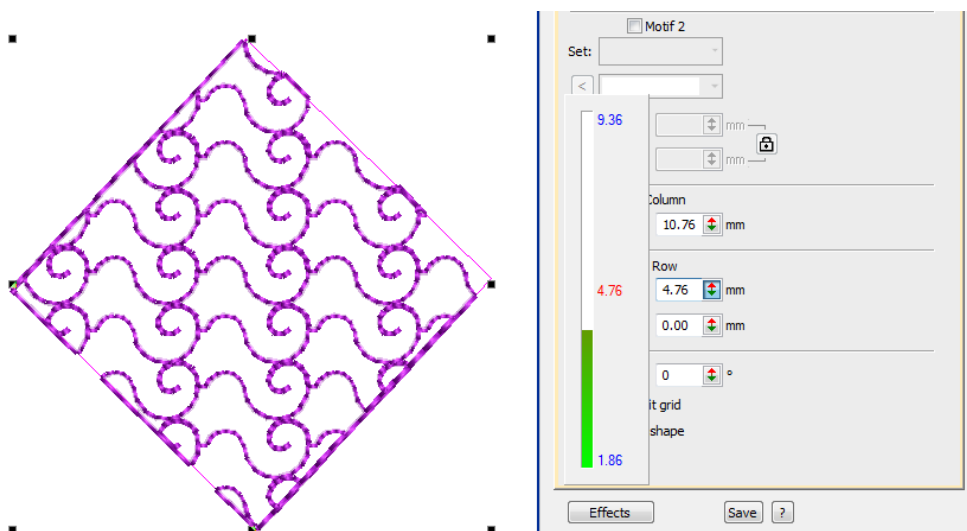 Motif 2
Set:
<
9.36
mm
mm
Column
10.76 mm
Row
4.76
4.76 mm
0.00 mm
0 °
it grid
shape
1.86
Effects
Save
?